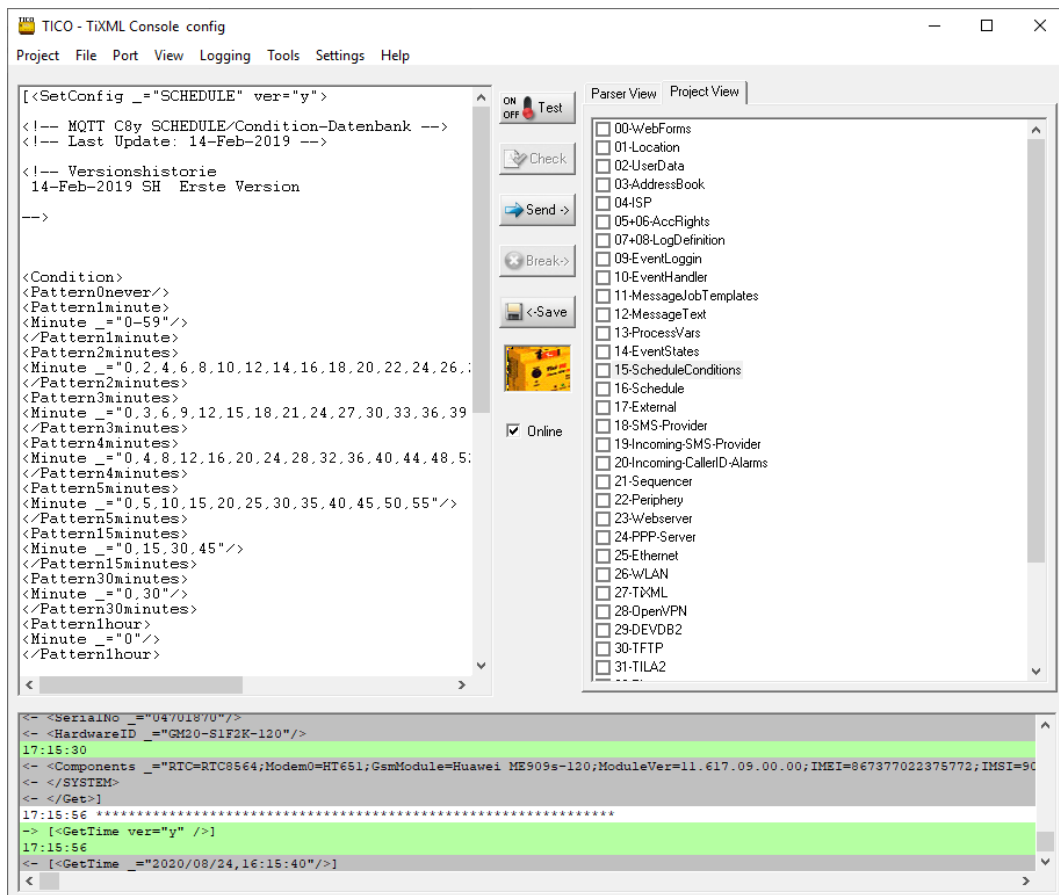 TICO - TiXML Console config
Project File Port View Logging Tools Settings Help
[<SetConfig _="SCHEDULE" ver="y">
<!-- MQTT C8y SCHEDULE/Condition-Datenbank -->
<!-- Last Update: 14-Feb-2019 -->
<!-- Versionshistorie
14-Feb-2019 SH Erste Version
-->
<Condition>
<Pattern0never/>
<Pattern1minute>
<Minute _="0-59"/>
</Pattern1minute>
<Pattern2minutes>
<Minute _="0,2,4,6,8,10,12,14,16,18,20,22,24,26,
</Pattern2minutes>
<Pattern3minutes>
<Minute _="0,3,6,9,12,15,18,21,24,27,30,33,36,39
</Pattern3minutes>
<Pattern4minutes>
<Minute _="0,4,8,12,16,20,24,28,32,36,40,44,48,5
</Pattern4minutes>
<Pattern5minutes>
<Minute _="0,5,10,15,20,25,30,35,40,45,50,55"/>
</Pattern5minutes>
<Pattern15minutes>
<Minute _="0,15,30,45"/>
</Pattern15minutes>
<Pattern30minutes>
<Minute _="0,30"/>
</Pattern30minutes>
<Pattern1hour>
<Minute _="0"/>
</Pattern1hour>
ON
OFF
Test
Check
Send ->
Break->
<-Save
Online
Parser View Project View
00-WebForms
01-Location
02-UserData
03-AddressBook
04-ISP
05+06-AccRights
07+08-LogDefinition
09-EventLoggin
10-EventHandler
11-MessageJobTemplates
12-MessageText
13-ProcessVars
14-EventStates
15-ScheduleConditions
16-Schedule
17-External
18-SMS-Provider
19-Incoming-SMS-Provider
20-Incoming-CallerID-Alarms
21-Sequencer
22-Periphery
23-Webserver
24-PPP-Server
25-Ethernet
26-WLAN
27-TiXML
28-OpenVPN
29-DEVDB2
30-TFTP
31-TILA2
<- <SerialNo _="04701870"/>
<- <HardwareID _="GM20-S1F2K-120"/>
17:15:30
<- <Components _="RTC=RTC8564;Modem0=HT651;GsmModule=Huawei ME909s-120;ModuleVer=11.617.09.00.00;IMEI=867377022375772;IMSI=90
<- </SYSTEM>
<- </Get>]
17:15:56 ****************************************************************
-> [<GetTime ver="y" />]
17:15:56
<- [<GetTime _="2020/08/24,16:15:40"/>]